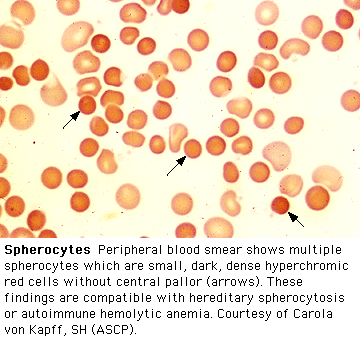 Spherocytes Peripheral blood smear shows multiple
spherocytes which are small, dark, dense hyperchromic
red cells without central pallor (arrows). These
findings are compatible with hereditary spherocytosis
or autoimmune hemolytic anemia. Courtesy of Carola
von Kapff, SH (ASCP).